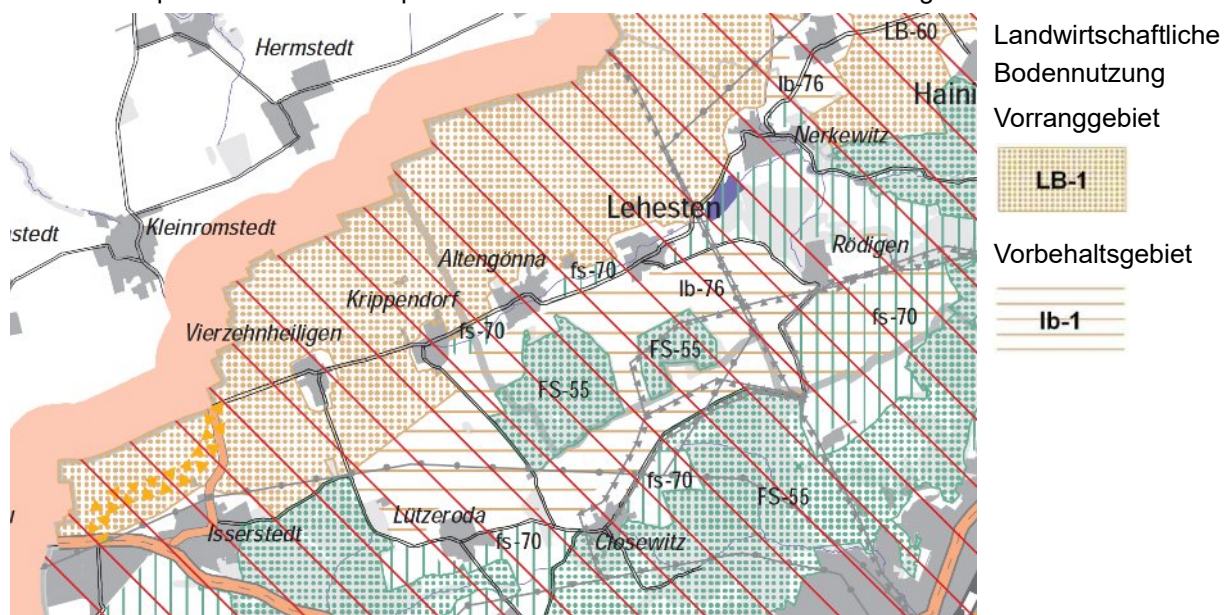 Hermstedt
LB-60
lb-76
Haini
Nerkewitz
stedt
Kleinromstedt
Lehesten
Rödigen
Altengönna
fs-70
lb-76
Krippendorf
fs-70
fs-70
Vierzehnheiligen
FS-55
FS-55
fs-70
FS-55
Lützeroda
Isserstedt
fs-70
Closewitz
Landwirtschaftliche
Bodennutzung
Vorranggebiet
LB-1
Vorbehaltsgebiet
lb-1